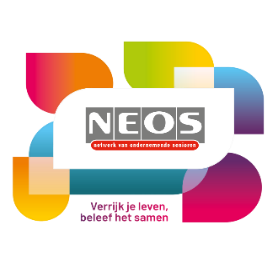 NEOS
netwerk van ondernemende senioren
Verrijk je leven,
beleef het samen